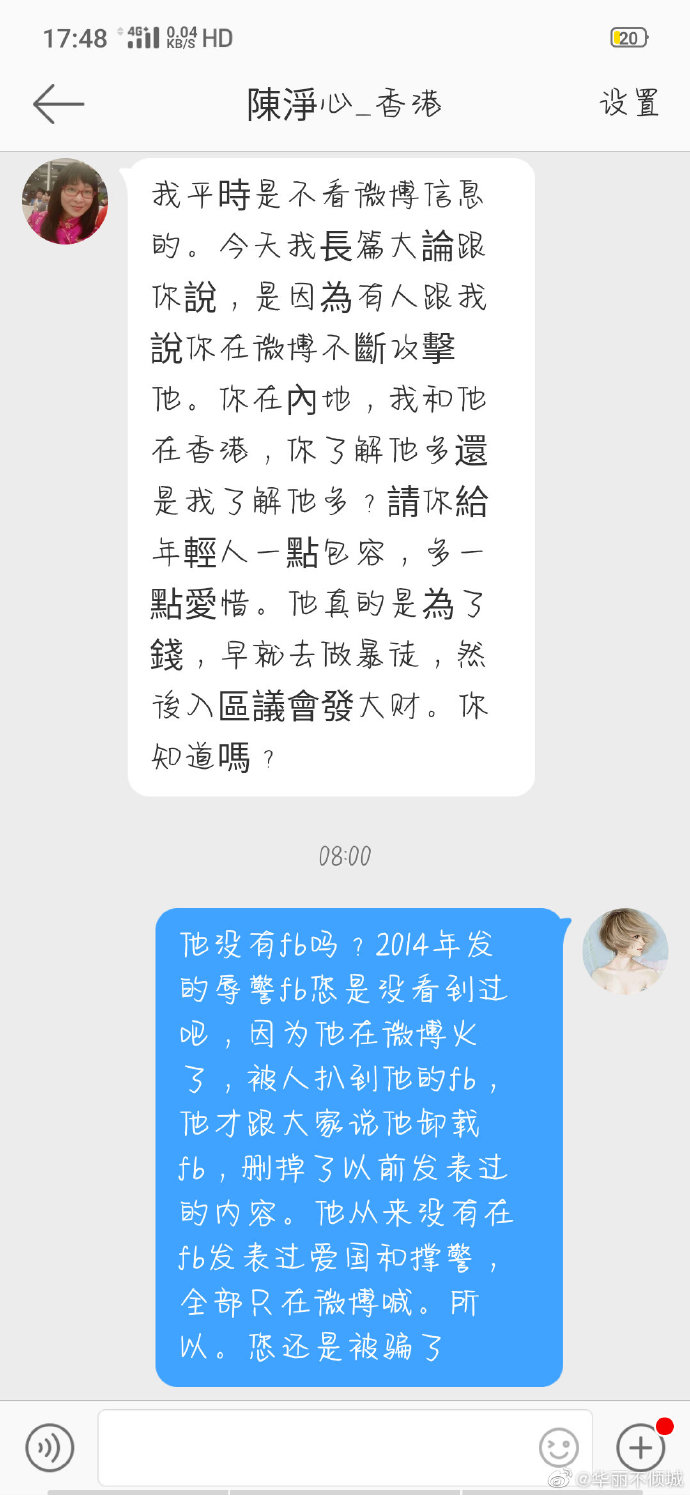 17:48 4G+ 0.04 KB/S HD 20
陳淨心_香港 设置
我平時是不看微博信息
的。今天我長篇大論跟
你說，是因為有人跟我
說你在微博不斷攻擊
他。你在內地，我和他
在香港，你了解他多還
是我了解他多？請你給
年輕人一點包容，多一
點愛惜。他真的是為了
錢，早就去做暴徒，然
後入區議會發大财。你
知道嗎？
08:00
他没有fb吗？2014年发
的辱警fb您是没看到过
吧，因为他在微博火
了，被人扒到他的fb，
他才跟大家说他卸载
fb，删掉了以前发表过
的内容。他从来没有在
fb发表过爱国和撑警，
全部只在微博喊。所
以。您还是被骗了
@华丽不倾城